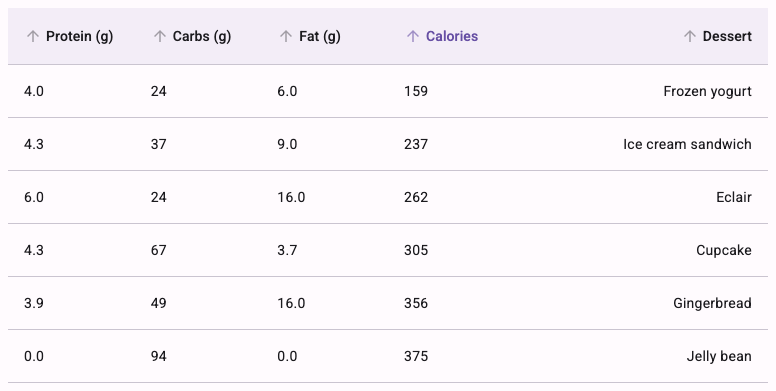 Protein (g) Carbs (g) Fat (g) Calories Dessert
4.0 24 6.0 159 Frozen yogurt
4.3 37 9.0 237 Ice cream sandwich
6.0 24 16.0 262 Eclair
4.3 67 3.7 305 Cupcake
3.9 49 16.0 356 Gingerbread
0.0 94 0.0 375 Jelly bean